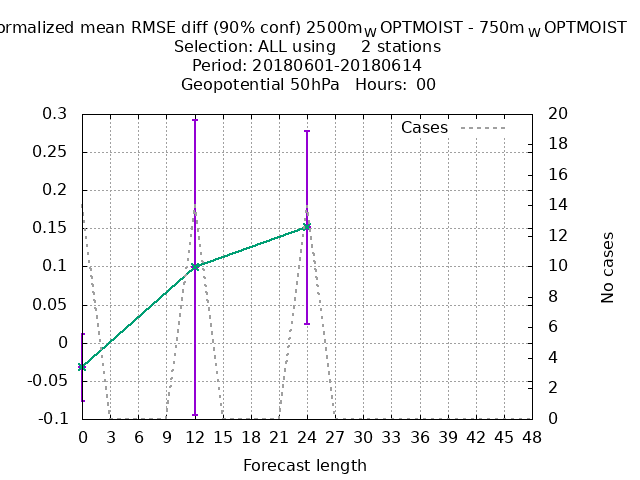 ormalized mean RMSE diff (90% conf) 2500mW OPTMOIST - 750mW OPTMOIST
Selection: ALL using 2 stations
Period: 20180601-20180614
Geopotential 50hPa Hours: 00
0.3
0.25
0.2
0.15
0.1
0.05
0
-0.05
-0.1
Cases
20
18
16
14
12
10
8
6
4
2
0
No cases
0 3 6 9 12 15 18 21 24 27 30 33 36 39 42 45 48
Forecast length